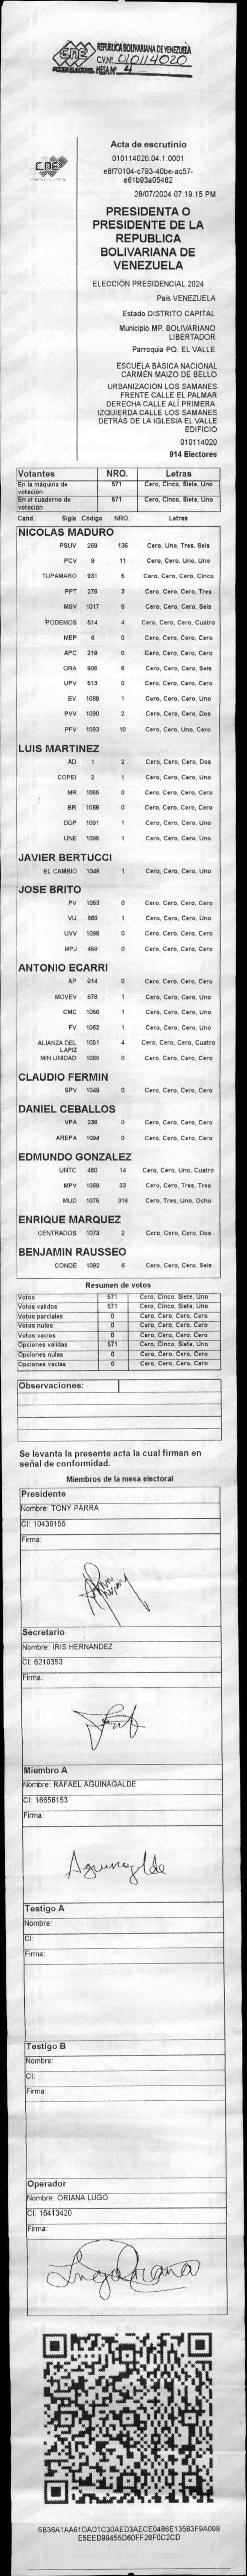 cne REPUBLICA BOLIVARIANA DE VENEZUELA
CV.Nº 010114020
PODER ELECTORAL MESA Nº 4
Acta de escrutinio
cne
010114020.04.1.0001
e8f70104-c793-40be-ac57-
e61b93a05482
28/07/2024 07:19:15 PM
PRESIDENTA O
PRESIDENTE DE LA
REPUBLICA
BOLIVARIANA DE
VENEZUELA
ELECCIÓN PRESIDENCIAL 2024
Pais VENEZUELA
Estado DISTRITO CAPITAL
Municipio MP. BOLIVARIANO
LIBERTADOR
Parroquia PQ. EL VALLE
ESCUELA BÁSICA NACIONAL
CARMÉN MAIZO DE BELLO
URBANIZACIÓN LOS SAMANES
FRENTE CALLE EL PALMAR
DERECHA CALLE ALÍ PRIMERA.
IZQUIERDA CALLE LOS SAMANES
DETRÁS DE LA IGLESIA EL VALLE
EDIFICIO
010114020
914 Electores
Votantes NRO. Letras
En la máquina de votación 571 Cero, Cinco, Siete, Uno
En el cuaderno de votación 571 Cero, Cinco, Siete, Uno
Cand. Sigla Código NRO. Letras
NICOLAS MADURO
PSUV 269 136 Cero, Uno, Tres, Seis
PCV 9 11 Cero, Cero, Uno, Uno
TUPAMARO 931 5 Cero, Cero, Cero, Cinco
PPT 276 3 Cero, Cero, Cero, Tres
MSV 1017 6 Cero, Cero, Cero, Seis
PODEMOS 514 4 Cero, Cero, Cero, Cuatro
MEP 6 0 Cero, Cero, Cero, Cero
APC 219 0 Cero, Cero, Cero, Cero
ORA 906 6 Cero, Cero, Cero, Seis
UPV 513 0 Cero, Cero, Cero, Cero
EV 1089 1 Cero, Cero, Cero, Uno
PVV 1090 2 Cero, Cero, Cero, Dos
PFV 1093 10 Cero, Cero, Uno, Cero
LUIS MARTINEZ
AD 1 2 Cero, Cero, Cero, Dos
COPEI 2 1 Cero, Cero, Cero, Uno
MR 1065 0 Cero, Cero, Cero, Cero
BR 1066 0 Cero, Cero, Cero, Cero
DDP 1091 1 Cero, Cero, Cero, Uno
UNE 1095 1 Cero, Cero, Cero, Uno
JAVIER BERTUCCI
EL CAMBIO 1048 1 Cero, Cero, Cero, Uno
JOSE BRITO
PV 1053 0 Cero, Cero, Cero, Cero
VU 868 1 Cero, Cero, Cero, Uno
UVV 1096 0 Cero, Cero, Cero, Cero
MPJ 458 0 Cero, Cero, Cero, Cero
ANTONIO ECARRI
AP 814 0 Cero, Cero, Cero, Cero
MOVEV 878 1 Cero, Cero, Cero, Uno
CMC 1050 1 Cero, Cero, Cero, Uno
FV 1062 1 Cero, Cero, Cero, Uno
ALIANZA DEL LAPIZ 1051 4 Cero, Cero, Cero, Cuatro
MIN UNIDAD 1068 0 Cero, Cero, Cero, Cero
CLAUDIO FERMIN
SPV 1049 0 Cero, Cero, Cero, Cero
DANIEL CEBALLOS
VPA 236 0 Cero, Cero, Cero, Cero
AREPA 1094 0 Cero, Cero, Cero, Cero
EDMUNDO GONZALEZ
UNTC 460 14 Cero, Cero, Uno, Cuatro
MPV 1069 33 Cero, Cero, Tres, Tres
MUD 1075 318 Cero, Tres, Uno, Ocho
ENRIQUE MARQUEZ
CENTRADOS 1073 2 Cero, Cero, Cero, Dos
BENJAMIN RAUSSEO
CONDE 1092 6 Cero, Cero, Cero, Seis
Resumen de votos
Votos 571 Cero, Cinco, Siete, Uno
Votos validos 571 Cero, Cinco, Siete, Uno
Votos parciales 0 Cero, Cero, Cero, Cero
Votos nulos 0 Cero, Cero, Cero, Cero
Votos vacios 0 Cero, Cero, Cero, Cero
Opciones validas 571 Cero, Cinco, Siete, Uno
Opciones nulas 0 Cero, Cero, Cero, Cero
Opciones vacias 0 Cero, Cero, Cero, Cero
Observaciones:
Se levanta la presente acta la cual firman en
señal de conformidad.
Miembros de la mesa electoral
Presidente
Nombre: TONY PARRA
CI: 10436155
Firma:
Secretario
Nombre: IRIS HERNANDEZ
CI: 6210353
Firma:
Miembro A
Nombre: RAFAEL AGUINAGALDE
CI: 16658153
Firma:
Testigo A
Nombre:
CI:
Firma:
Testigo B
Nombre:
CI:
Firma:
Operador
Nombre: ORIANA LUGO
CI: 16413420
Firma:
6B36A1AA61DAD1C30AED3AECE0486E13583F9A099
E5EED99455D60FF28F0C2CD